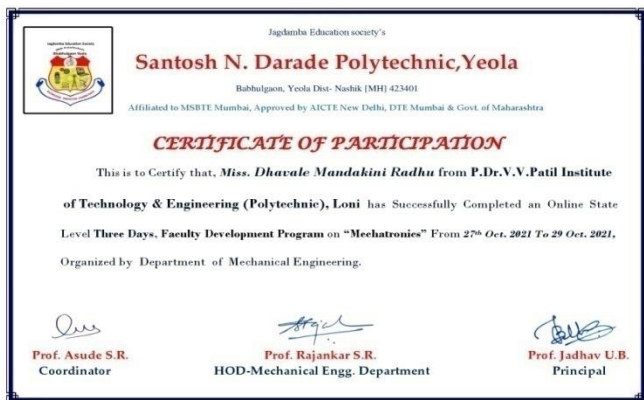 Jagdamba Education society's
Santosh N. Darade Polytechnic,Yeola
Babhulgaon, Yeola Dist- Nashik [MH] 423401
Affiliated to MSBTE Mumbai, Approved by AICTE New Delhi, DTE Mumbai & Govt. of Maharashtra
CERTIFICATE OF PARTICIPATION
This is to Certify that, Miss. Dhavale Mandakini Radhu from P.Dr.V.V.Patil Institute
of Technology & Engineering (Polytechnic), Loni has Successfully Completed an Online State
Level Three Days, Faculty Development Program on “Mechatronics” From 27th Oct. 2021 To 29 Oct. 2021,
Organized by Department of Mechanical Engineering.
Prof. Asude S.R.
Coordinator
Prof. Rajankar S.R.
HOD-Mechanical Engg. Department
Prof. Jadhav U.B.
Principal